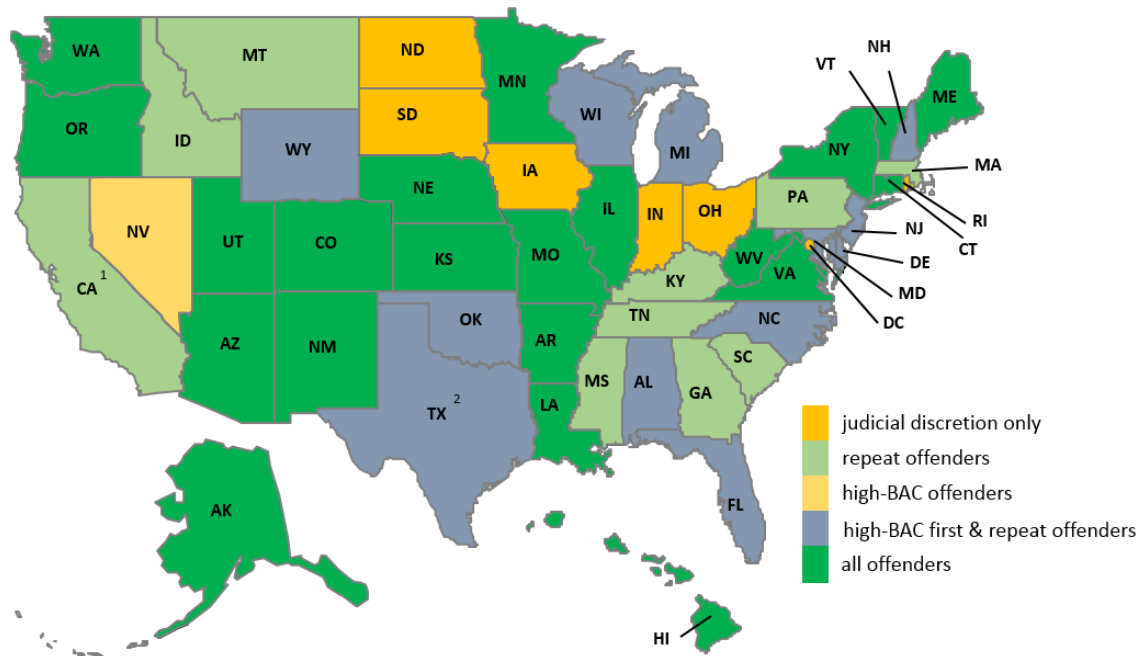 WA
MT
ND
MN
VT
NH
ME
OR
ID
SD
WI
MI
NY
MA
WY
IA
NE
IL
IN
OH
PA
RI
NJ
CT
NV
UT
CO
KS
MO
WV
VA
DE
MD
DC
CA 1
KY
OK
TN
NC
AZ
NM
AR
SC
MS
AL
GA
TX 2
LA
judicial discretion only
repeat offenders
high-BAC offenders
high-BAC first & repeat offenders
all offenders
AK
FL
HI